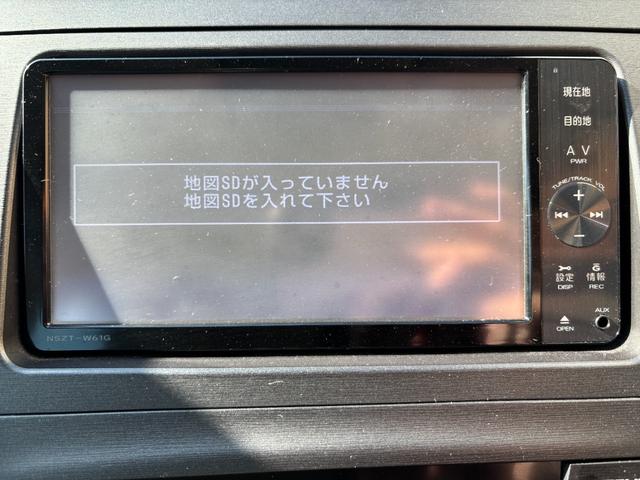 地図SDが入っていません
地図SDを入れて下さい
現在地
目的地
AV
PWR
TUNE/TRACK VOL
+
−
設定 情報
DISP REC
OPEN
AUX
NSZT-W61G